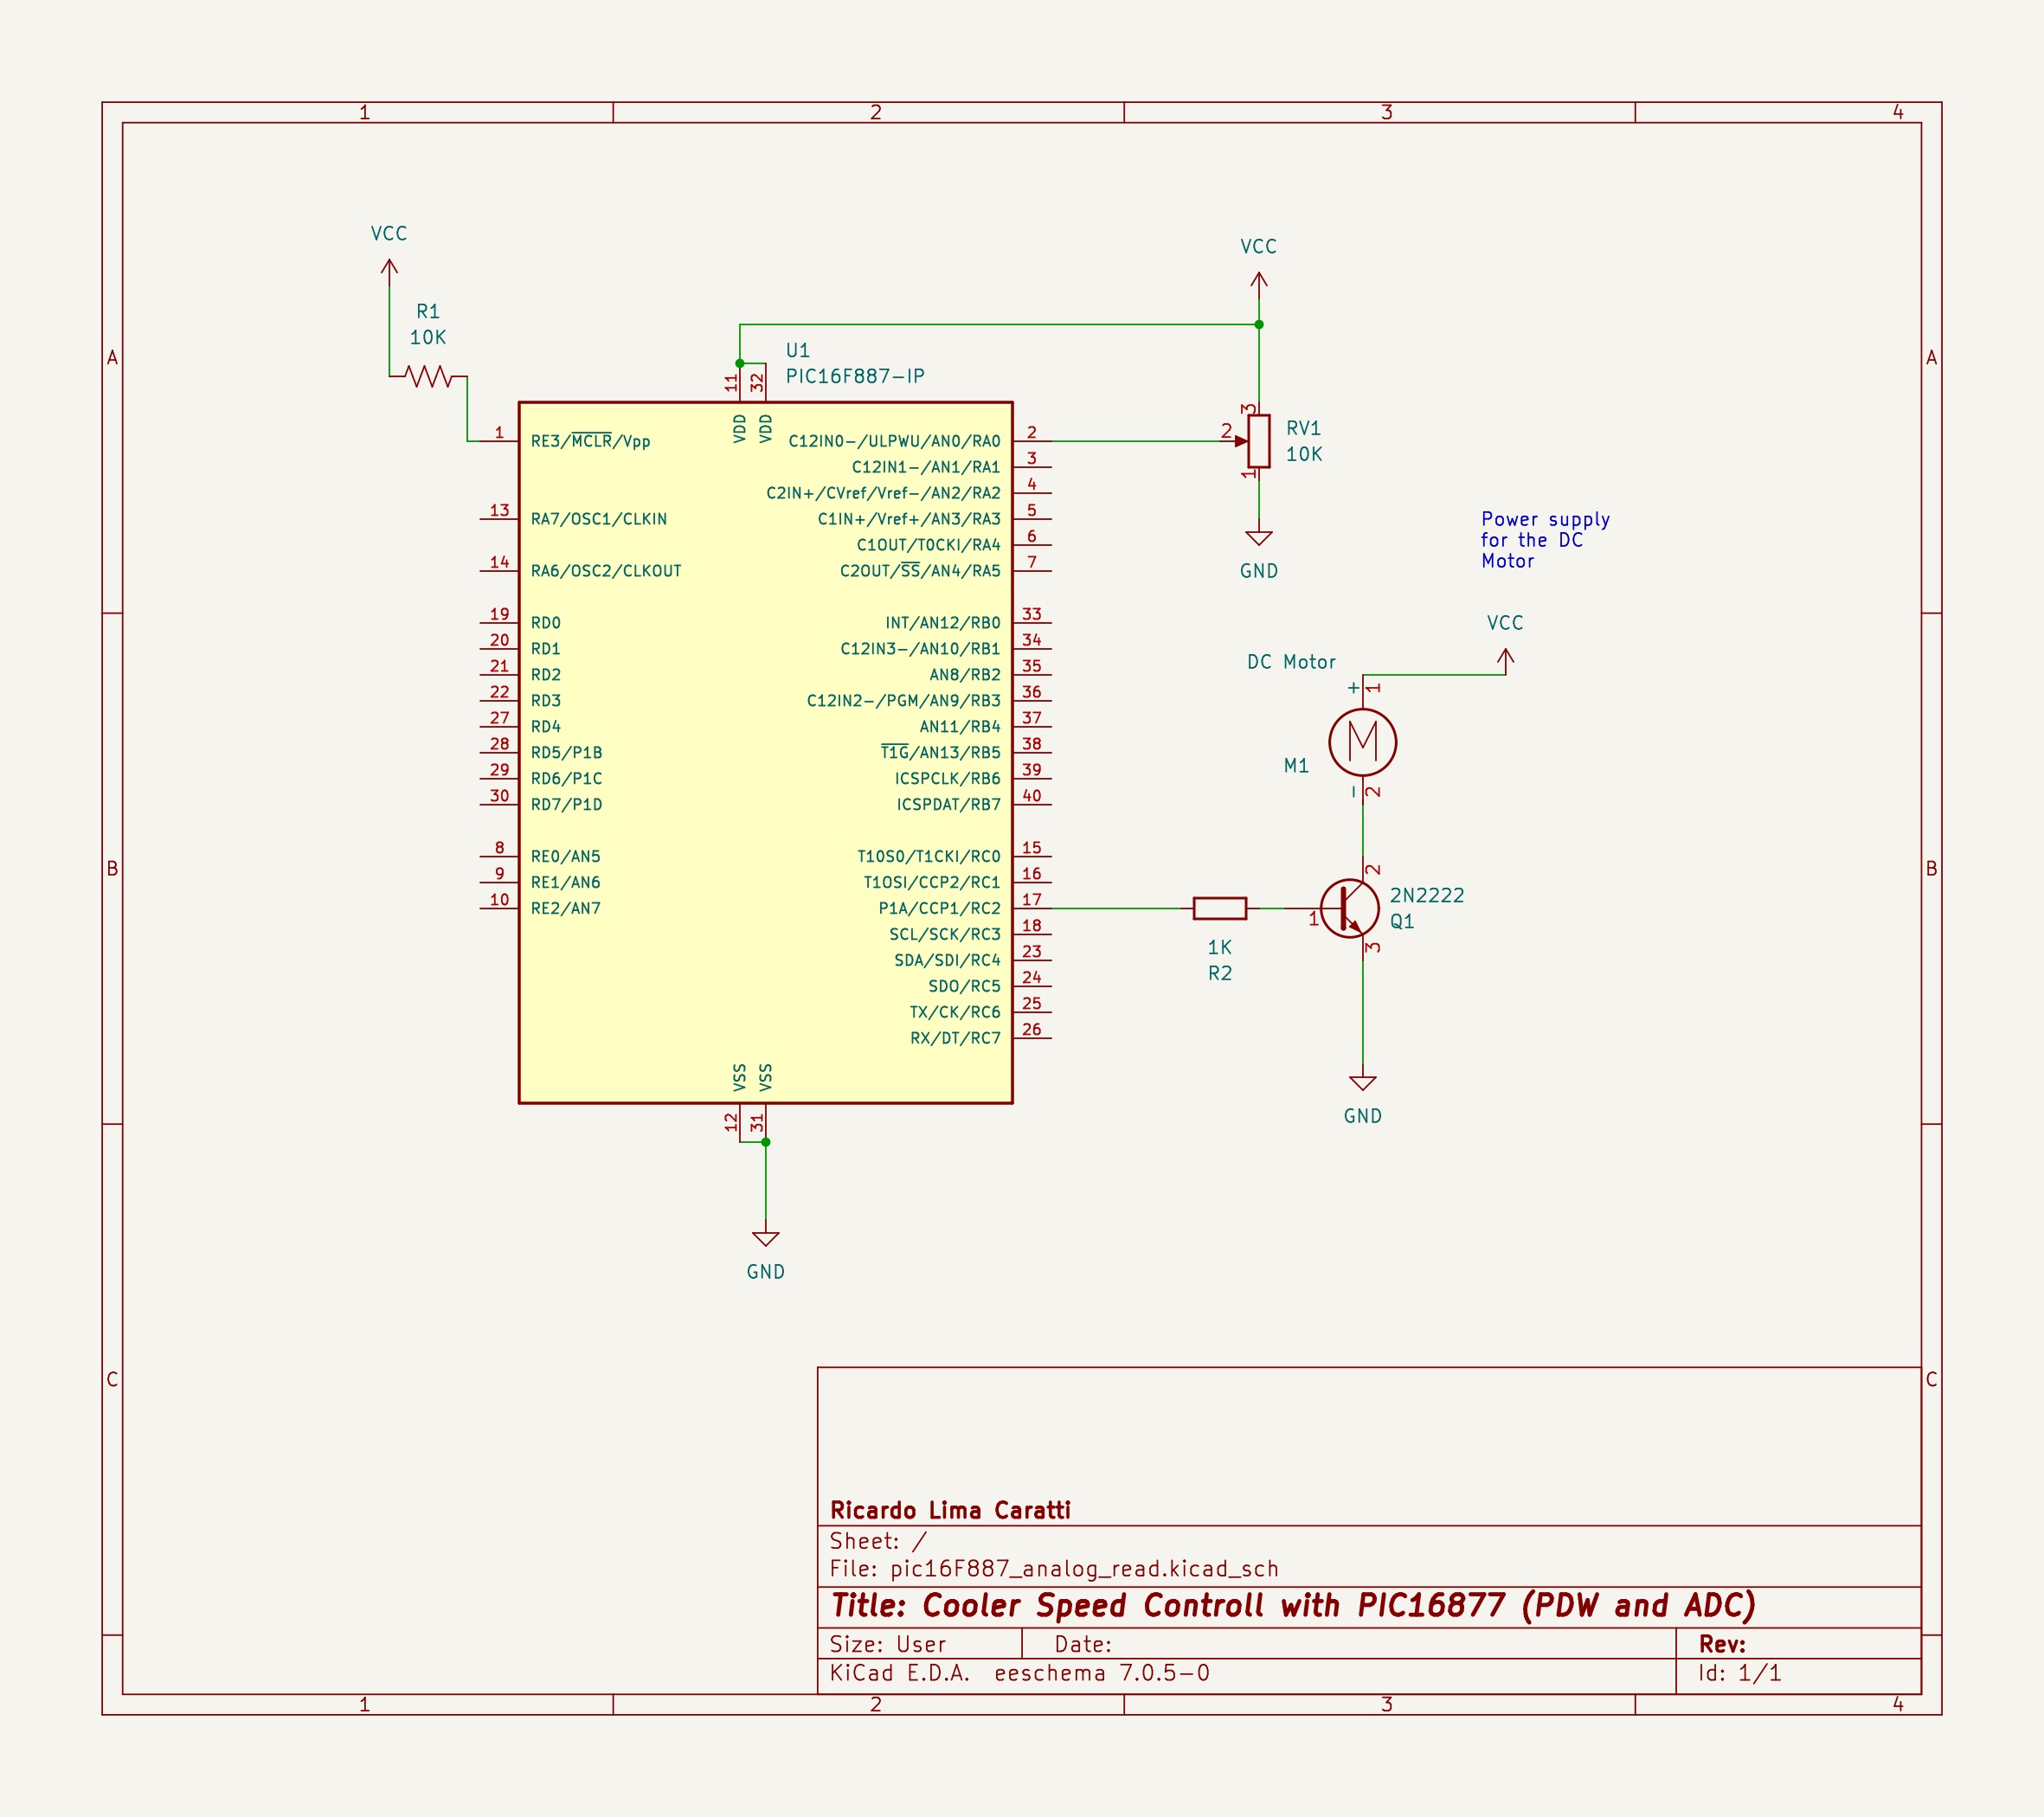 1 2 3 4
VCC
VCC
R1
10K
A
A
U1
PIC16F887-IP
11 32
VDD VDD
1 RE3/MCLR/Vpp
13 RA7/OSC1/CLKIN
14 RA6/OSC2/CLKOUT
19 RD0
20 RD1
21 RD2
22 RD3
27 RD4
28 RD5/P1B
29 RD6/P1C
30 RD7/P1D
8 RE0/AN5
9 RE1/AN6
10 RE2/AN7
C12IN0-/ULPWU/AN0/RA0 2
C12IN1-/AN1/RA1 3
C2IN+/CVref/Vref-/AN2/RA2 4
C1IN+/Vref+/AN3/RA3 5
C1OUT/T0CKI/RA4 6
C2OUT/SS/AN4/RA5 7
INT/AN12/RB0 33
C12IN3-/AN10/RB1 34
AN8/RB2 35
C12IN2-/PGM/AN9/RB3 36
AN11/RB4 37
T1G/AN13/RB5 38
ICSPCLK/RB6 39
ICSPDAT/RB7 40
T1OSO/T1CKI/RC0 15
T1OSI/CCP2/RC1 16
P1A/CCP1/RC2 17
SCL/SCK/RC3 18
SDA/SDI/RC4 23
SDO/RC5 24
TX/CK/RC6 25
RX/DT/RC7 26
VSS VSS
12 31
GND
3
2
1
RV1
10K
GND
Power supply
for the DC
Motor
VCC
DC Motor
+ 1
M
M1
- 2
2
2N2222
1
Q1
3
1K
R2
GND
B
B
C
C
Ricardo Lima Caratti
Sheet: /
File: pic16F887_analog_read.kicad_sch
Title: Cooler Speed Controll with PIC16877 (PDW and ADC)
Size: User Date: Rev:
KiCad E.D.A. eeschema 7.0.5-0 Id: 1/1
1 2 3 4